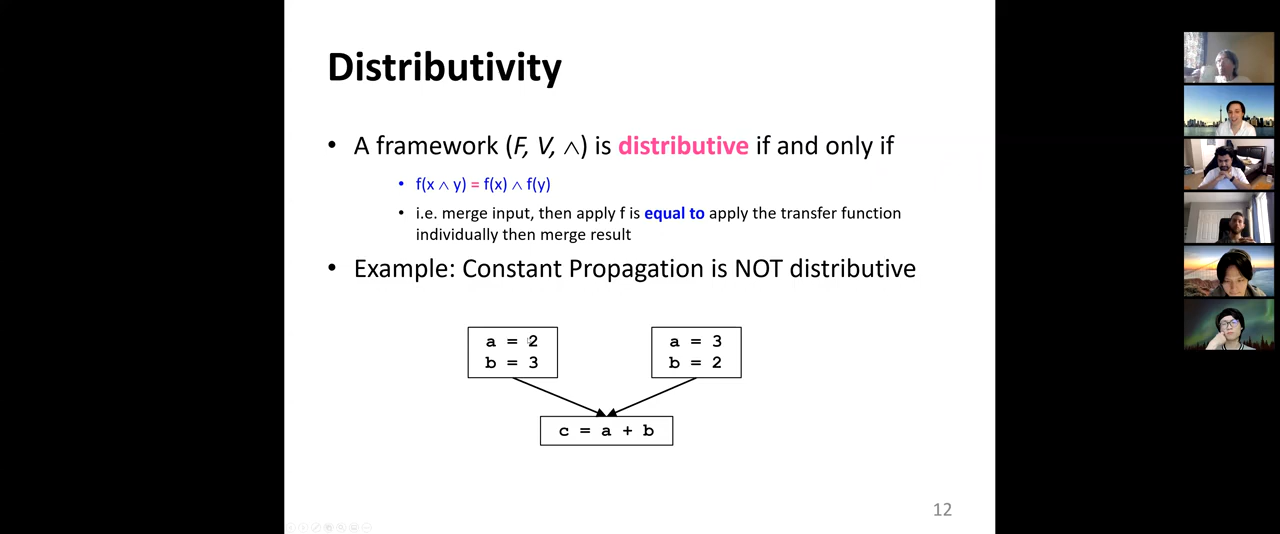 Distributivity
• A framework (F, V, ∧) is distributive if and only if
• f(x ∧ y) = f(x) ∧ f(y)
• i.e. merge input, then apply f is equal to apply the transfer function
individually then merge result
• Example: Constant Propagation is NOT distributive
a = 2
b = 3
a = 3
b = 2
c = a + b
12